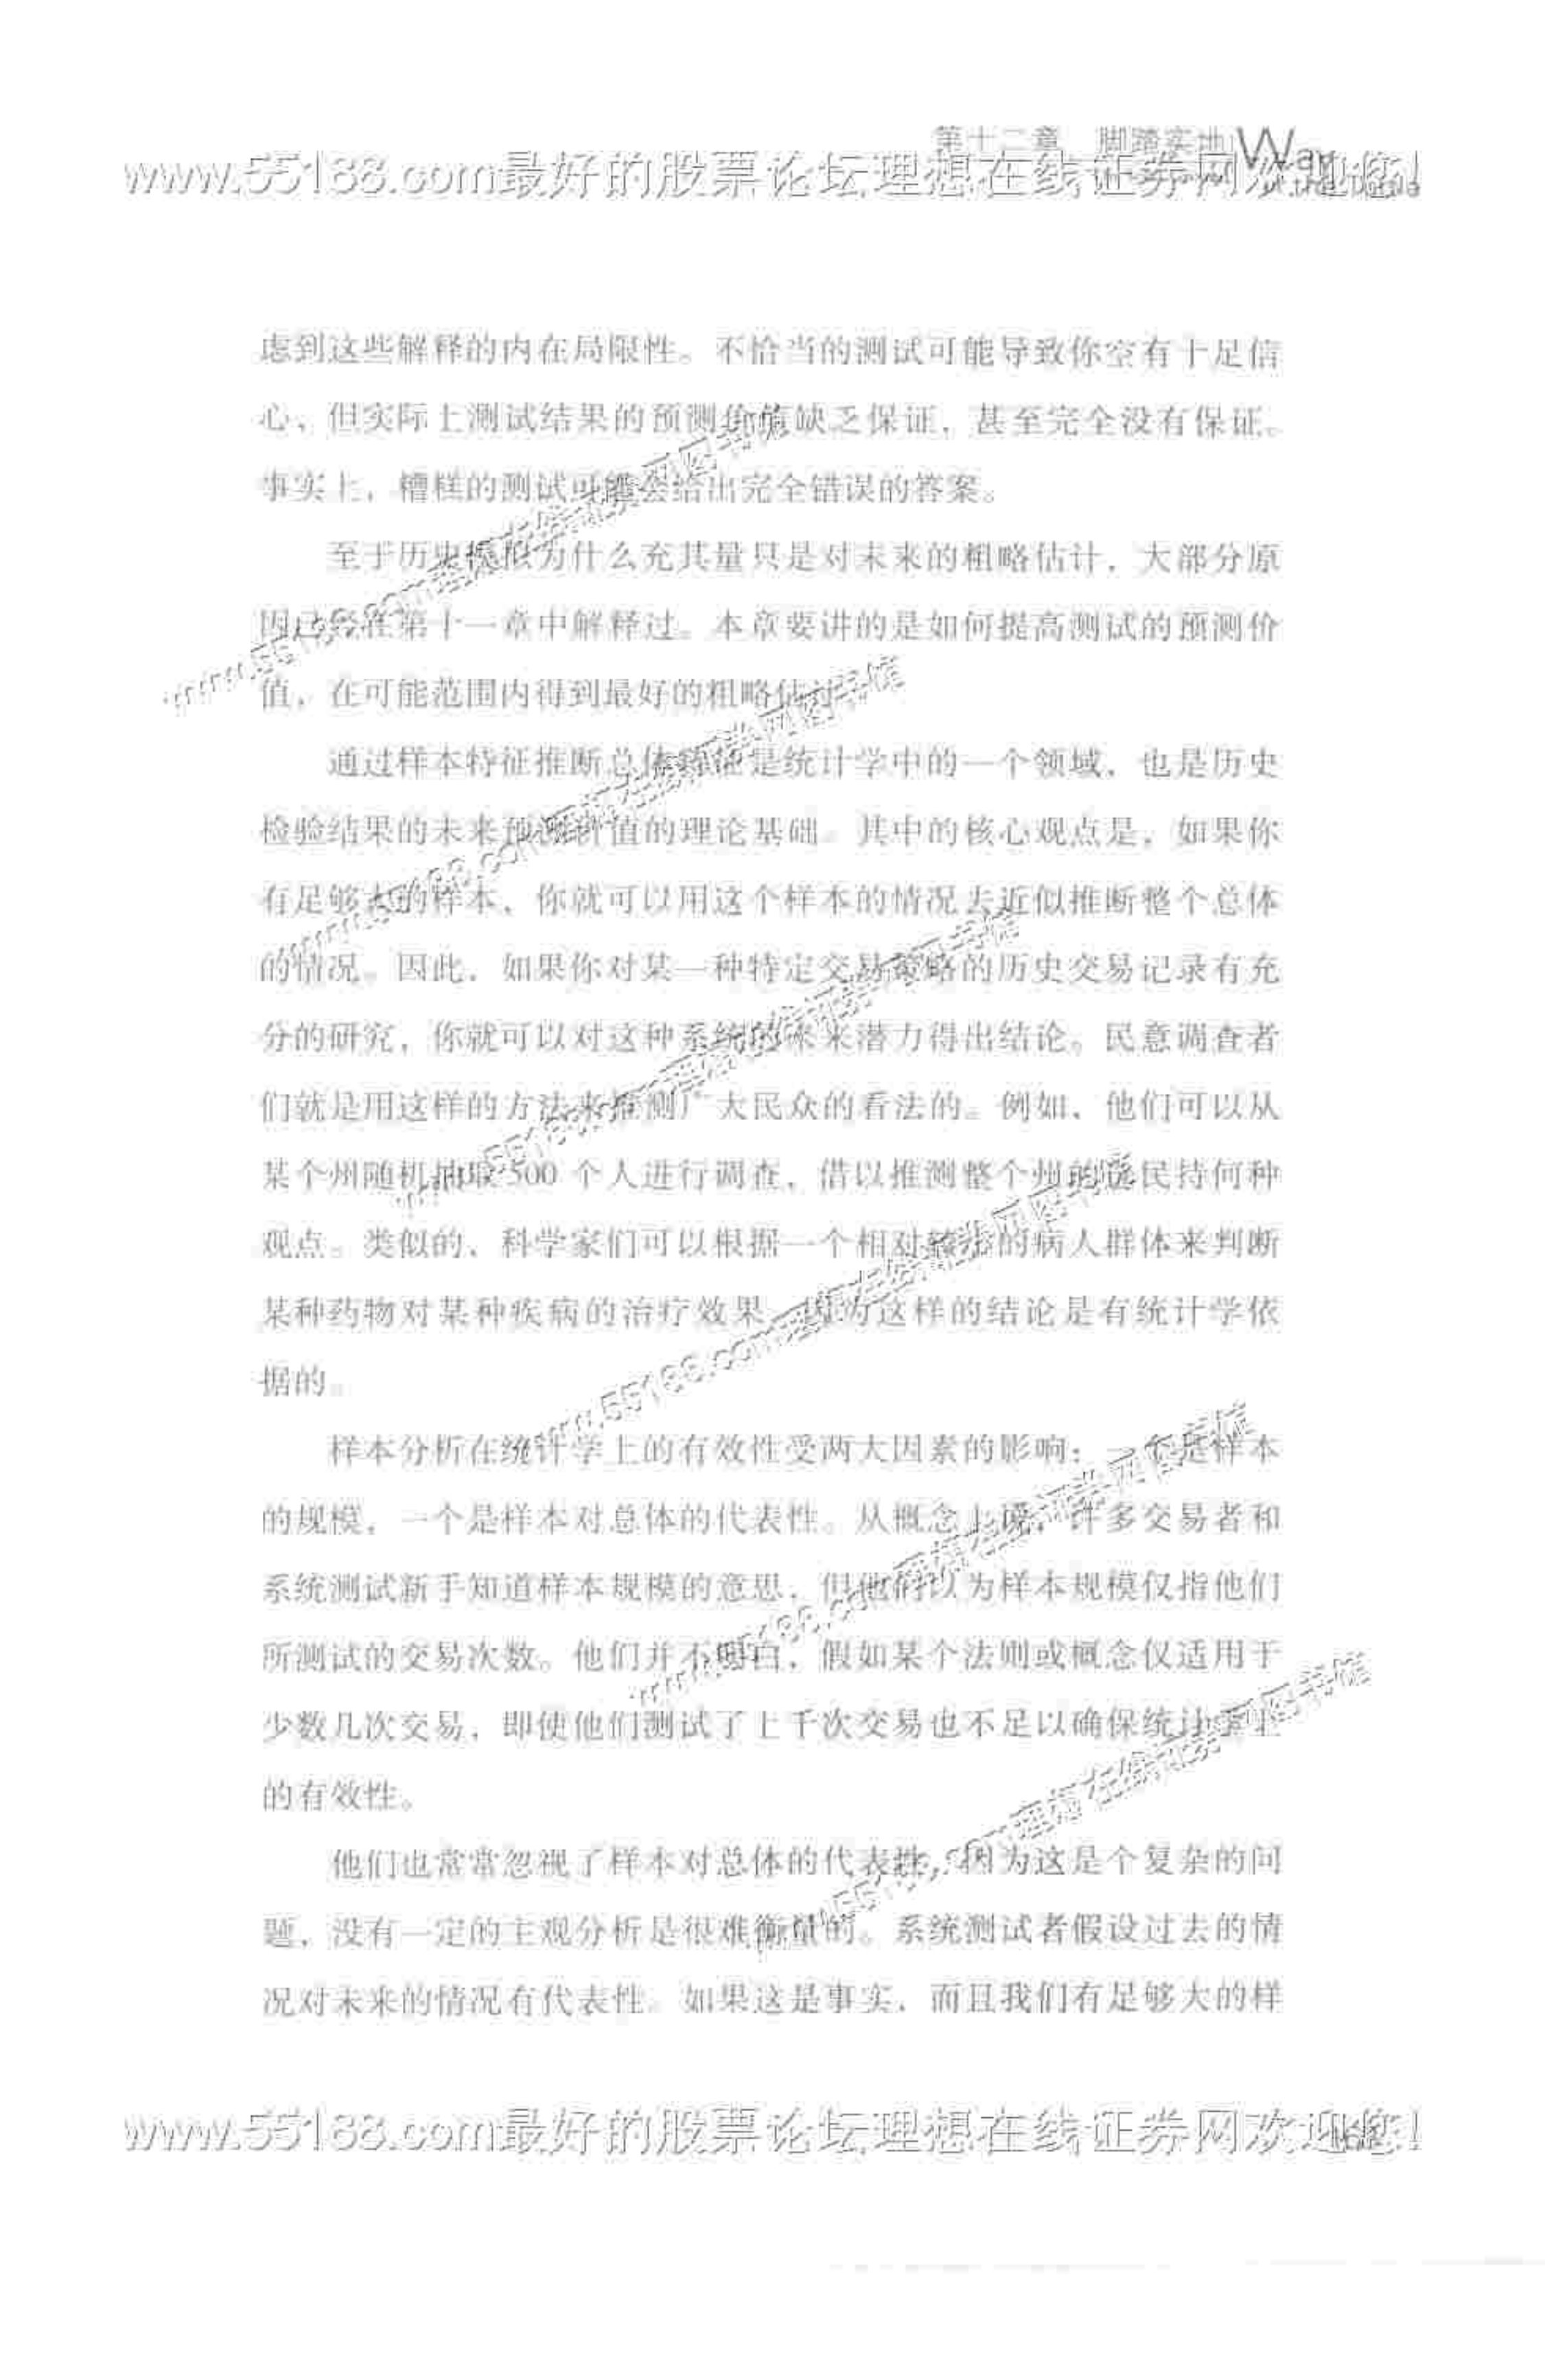 第十二章 脚踏实地 Way
www.55188.com最好的股票论坛理想在线证券网欢迎您!
虑到这些解释的内在局限性。不恰当的测试可能导致你空有十足信
心，但实际上测试结果的预测价值缺乏保证，甚至完全没有保证。
事实上，糟糕的测试可能会给出完全错误的答案。
至于历史模拟为什么充其量只是对未来的粗略估计，大部分原
因已经在第十一章中解释过。本章要讲的是如何提高测试的预测价
值，在可能范围内得到最好的粗略估计。
通过样本特征推断总体特征是统计学中的一个领域，也是历史
检验结果的未来预测价值的理论基础。其中的核心观点是，如果你
有足够大的样本，你就可以用这个样本的情况去近似推断整个总体
的情况。因此，如果你对某一种特定交易策略的历史交易记录有充
分的研究，你就可以对这种系统的未来潜力得出结论。民意调查者
们就是用这样的方法来推测广大民众的看法的。例如，他们可以从
某个州随机抽取500个人进行调查，借以推测整个州的选民持何种
观点。类似的，科学家们可以根据一个相对较小的病人群体来判断
某种药物对某种疾病的治疗效果，因为这样的结论是有统计学依
据的。
样本分析在统计学上的有效性受两大因素的影响：一个是样本
的规模，一个是样本对总体的代表性。从概念上说，许多交易者和
系统测试新手知道样本规模的意思，但他们以为样本规模仅指他们
所测试的交易次数。他们并不明白，假如某个法则或概念仅适用于
少数几次交易，即使他们测试了上千次交易也不足以确保统计学上
的有效性。
他们也常常忽视了样本对总体的代表性，因为这是个复杂的问
题，没有一定的主观分析是很难衡量的。系统测试者假设过去的情
况对未来的情况有代表性。如果这是事实，而且我们有足够大的样
www.55188.com最好的股票论坛理想在线证券网欢迎您!